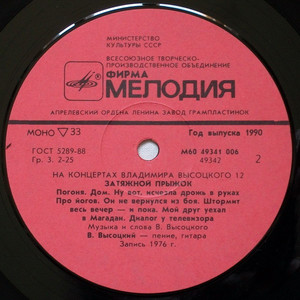 МИНИСТЕРСТВО
КУЛЬТУРЫ СССР
ВСЕСОЮЗНОЕ ТВОРЧЕСКО-
ПРОИЗВОДСТВЕННОЕ ОБЪЕДИНЕНИЕ
ФИРМА
МЕЛОДИЯ
АПРЕЛЕВСКИЙ ОРДЕНА ЛЕНИНА ЗАВОД ГРАМПЛАСТИНОК
МОНО 33
Год выпуска 1990
ГОСТ 5289-88
М60 49341 006
Гр. 3. 2-25
49342
2
НА КОНЦЕРТАХ ВЛАДИМИРА ВЫСОЦКОГО 12
ЗАТЯЖНОЙ ПРЫЖОК
Погоня. Дом. Ну вот, исчезла дрожь в руках
Про йогов. Он не вернулся из боя. Штормит
весь вечер — и пока. Мой друг уехал
в Магадан. Диалог у телевизора
Музыка и слова В. Высоцкого
В. Высоцкий — пение, гитара
Запись 1976 г.